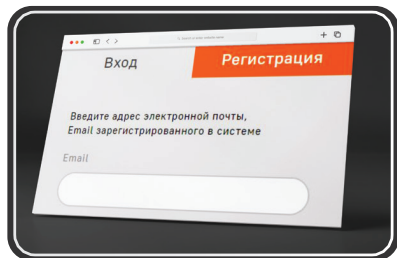 Вход
Регистрация
Введите адрес электронной почты,
Email зарегистрированного в системе
Email